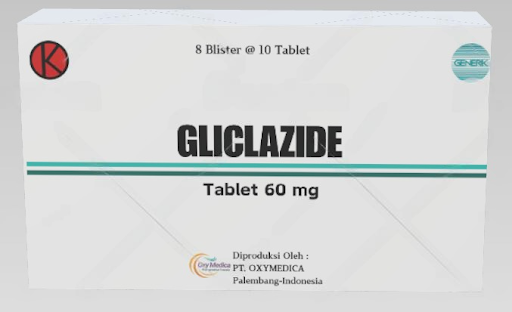 8 Blister @ 10 Tablet
K
GENERIK
GLICLAZIDE
Tablet 60 mg
Oxy Medica
Diproduksi Oleh :
PT. OXYMEDICA
Palembang-Indonesia